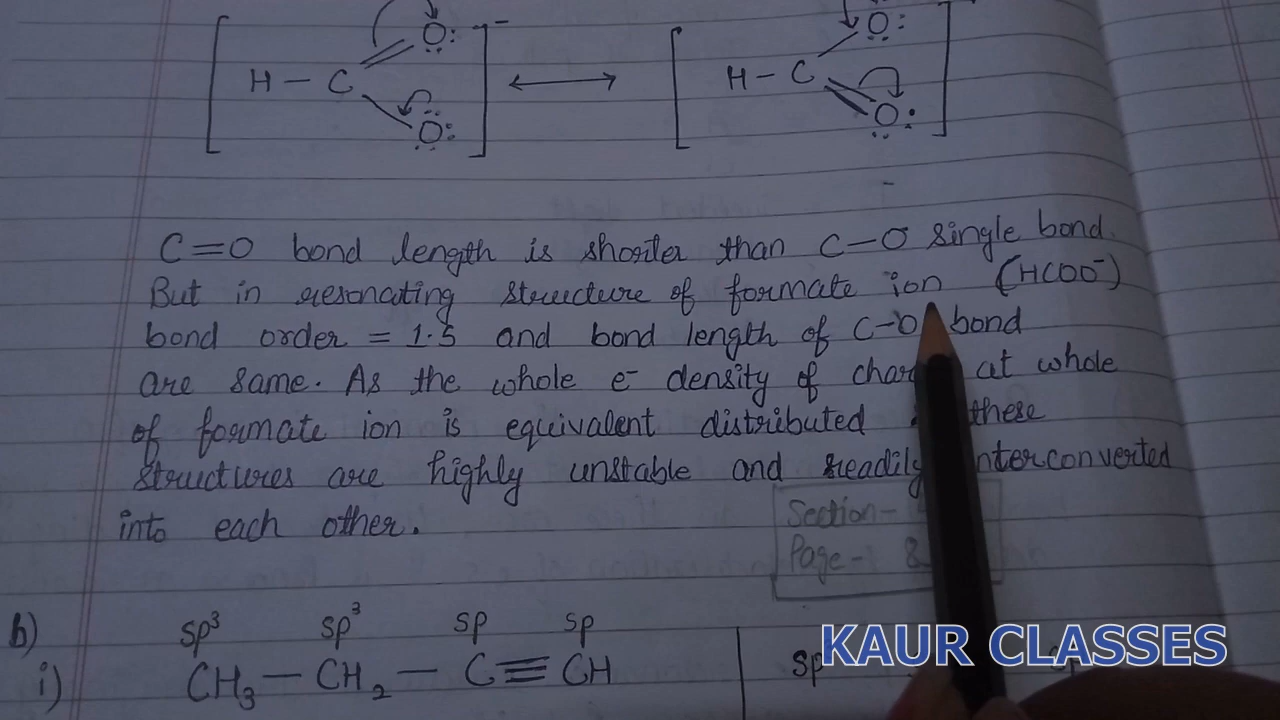 O:
O:
H - C
H - C
O:
O:
C=O bond length is shorter than C-O single bond.
But in resonating structure of formate ion (HCOO⁻)
bond order = 1.5 and bond length of C-O bond
are same. As the whole e⁻ density of at whole
of formate ion is equivalent distributed these
structures are highly unstable and readily interconverted
into each other.
Section-
Page-
b) sp³ sp³ sp sp
i) CH₃ — CH₂ — C ≡ CH
sp
KAUR CLASSES